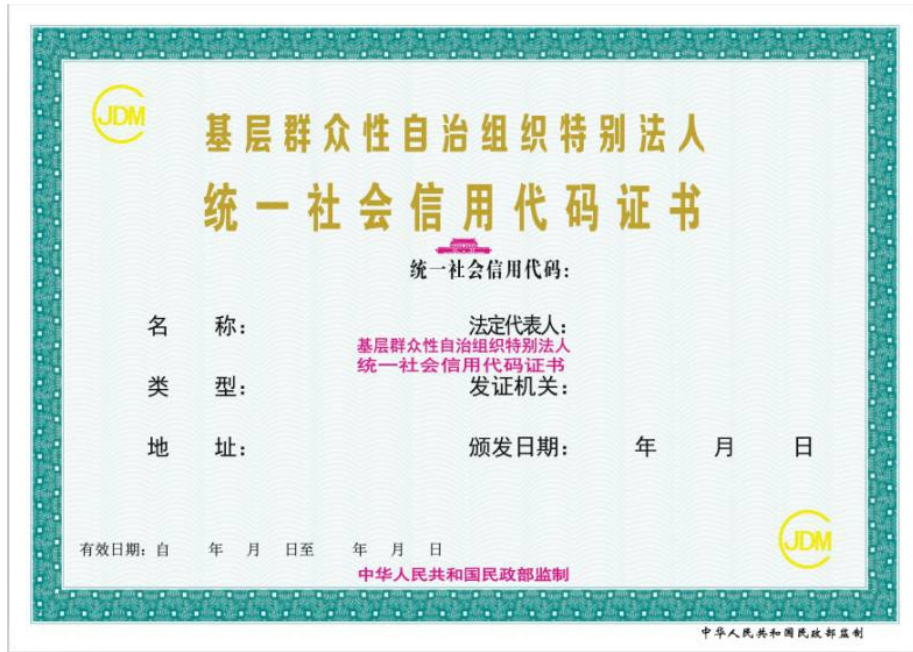 JDM
基层群众性自治组织特别法人
统一社会信用代码证书
统一社会信用代码：
名 称： 法定代表人：
基层群众性自治组织特别法人
统一社会信用代码证书
类 型： 发证机关：
地 址： 颁发日期： 年 月 日
JDM
有效日期：自 年 月 日至 年 月 日
中华人民共和国民政部监制
中华人民共和国民政部监制